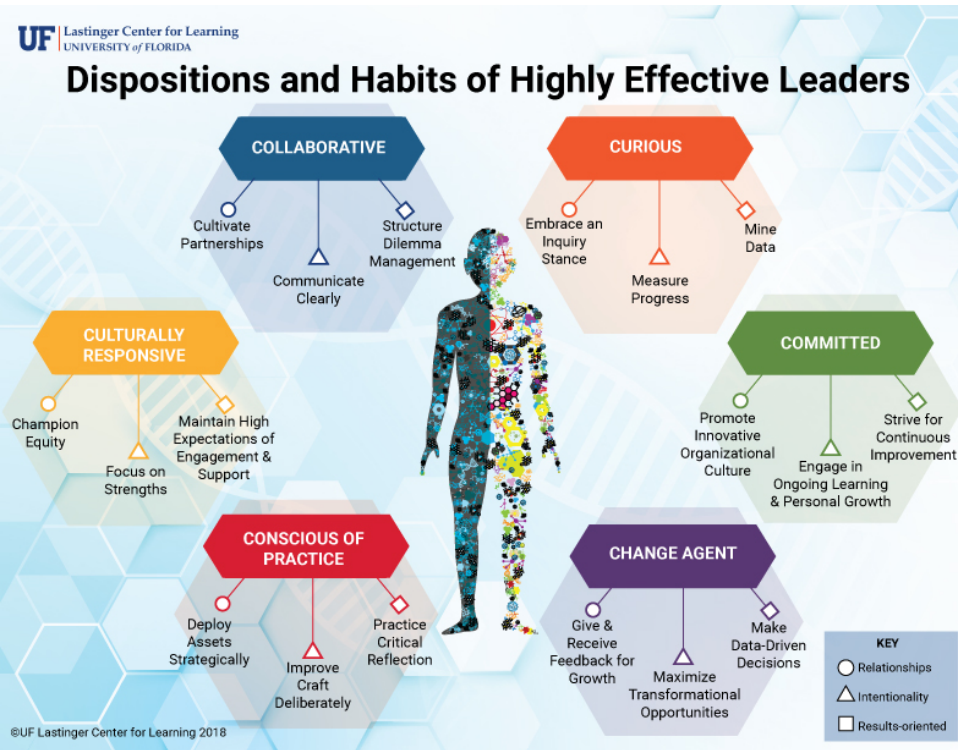 UF Lastinger Center for Learning
UNIVERSITY of FLORIDA
Dispositions and Habits of Highly Effective Leaders
COLLABORATIVE
Cultivate
Partnerships
Communicate
Clearly
Structure
Dilemma
Management
CURIOUS
Embrace an
Inquiry
Stance
Measure
Progress
Mine
Data
CULTURALLY
RESPONSIVE
Champion
Equity
Focus on
Strengths
Maintain High
Expectations of
Engagement &
Support
COMMITTED
Promote
Innovative
Organizational
Culture
Engage in
Ongoing Learning
& Personal Growth
Strive for
Continuous
Improvement
CONSCIOUS OF
PRACTICE
Deploy
Assets
Strategically
Improve
Craft
Deliberately
Practice
Critical
Reflection
CHANGE AGENT
Give &
Receive
Feedback for
Growth
Maximize
Transformational
Opportunities
Make
Data-Driven
Decisions
KEY
Relationships
Intentionality
Results-oriented
©UF Lastinger Center for Learning 2018